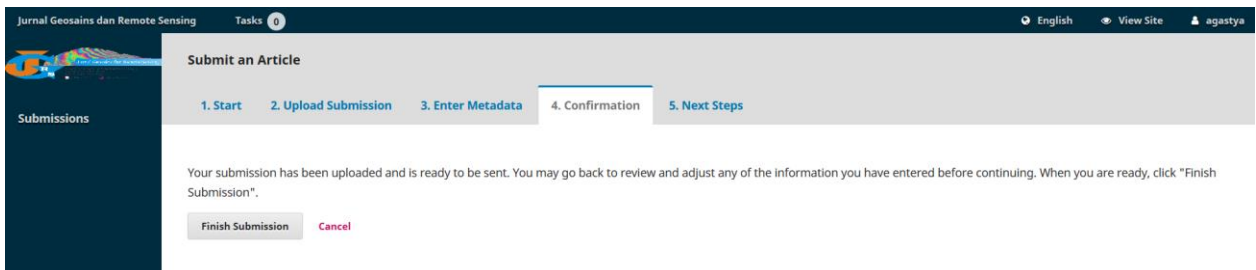 Jurnal Geosains dan Remote Sensing Tasks 0 English View Site agastya
Submit an Article
1. Start 2. Upload Submission 3. Enter Metadata 4. Confirmation 5. Next Steps
Submissions
Your submission has been uploaded and is ready to be sent. You may go back to review and adjust any of the information you have entered before continuing. When you are ready, click "Finish
Submission".
Finish Submission Cancel